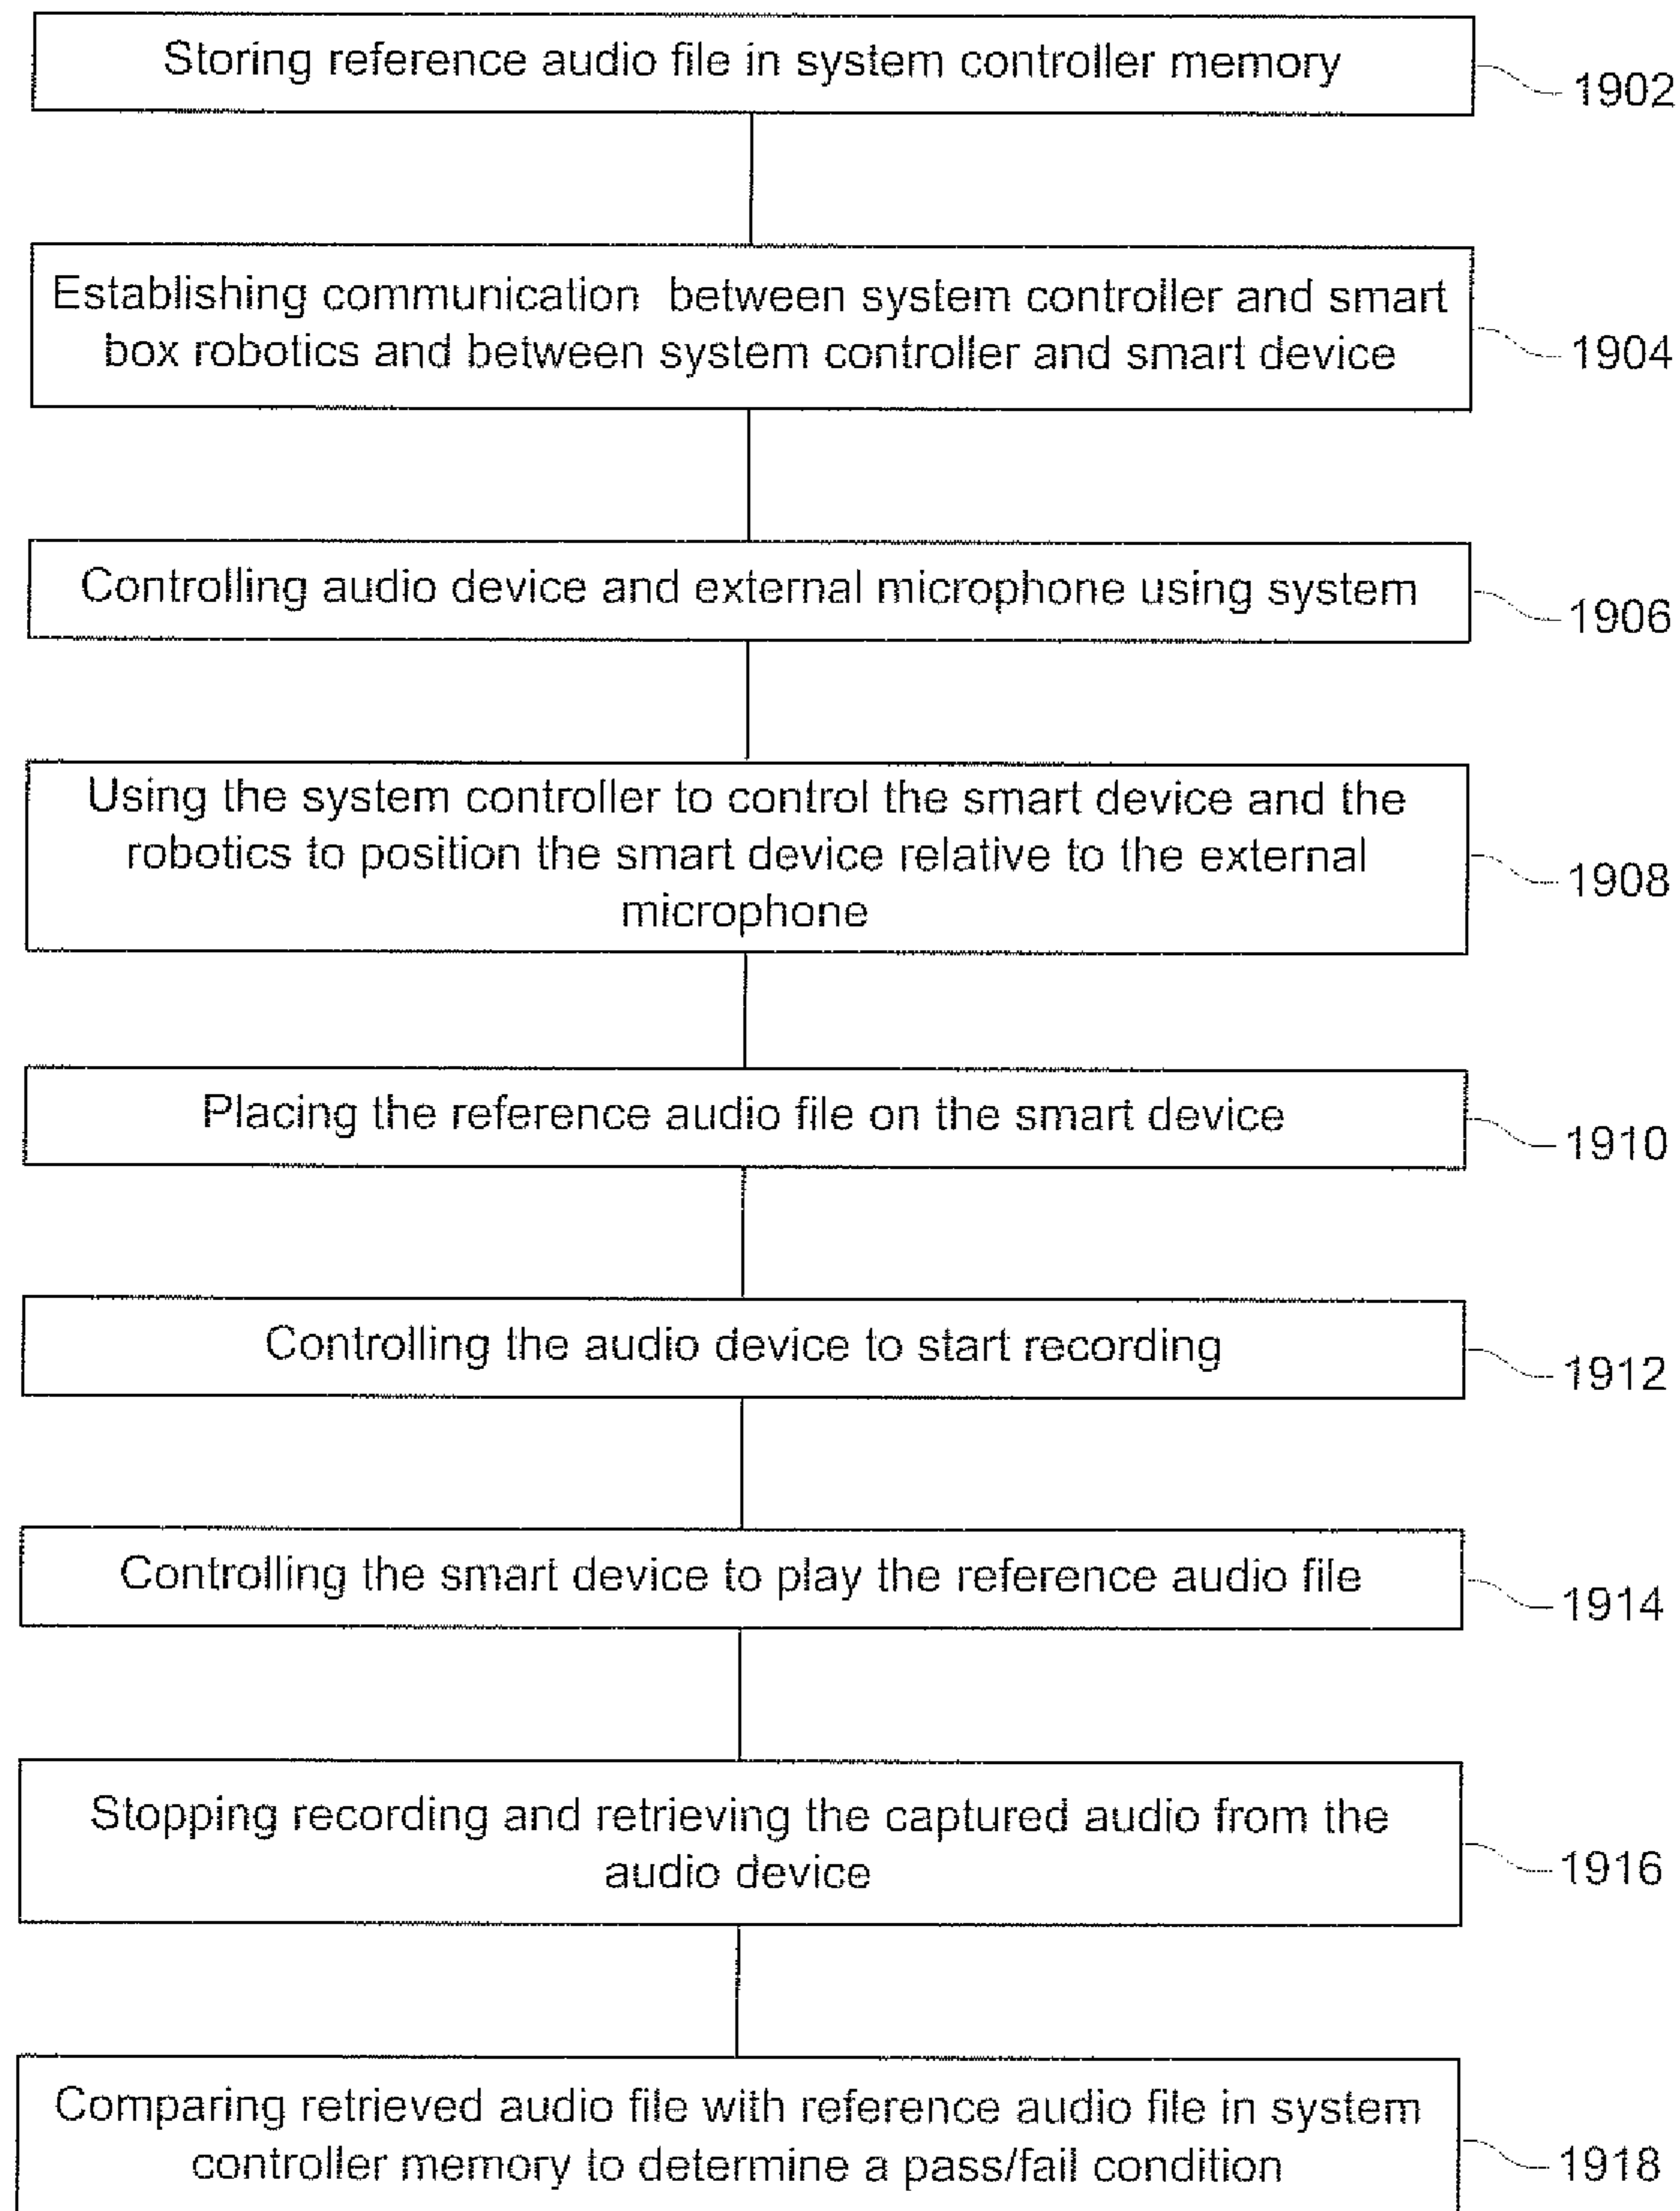 Storing reference audio file in system controller memory
1902
Establishing communication between system controller and smart
box robotics and between system controller and smart device
1904
Controlling audio device and external microphone using system
1906
Using the system controller to control the smart device and the
robotics to position the smart device relative to the external
microphone
1908
Placing the reference audio file on the smart device
1910
Controlling the audio device to start recording
1912
Controlling the smart device to play the reference audio file
1914
Stopping recording and retrieving the captured audio from the
audio device
1916
Comparing retrieved audio file with reference audio file in system
controller memory to determine a pass/fail condition
1918